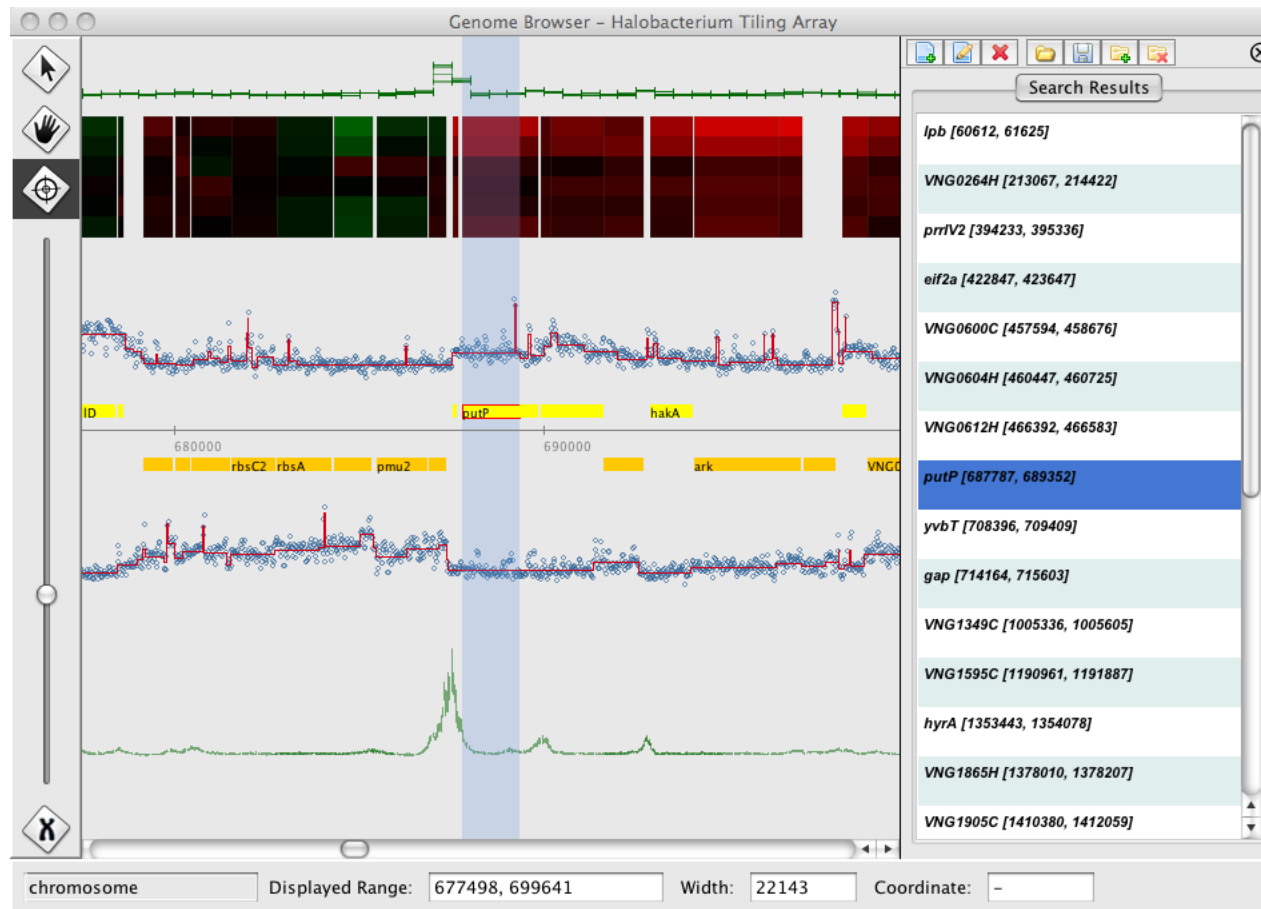 Genome Browser – Halobacterium Tiling Array
Search Results
lpb [60612, 61625]
VNG0264H [213067, 214422]
prrIV2 [394233, 395336]
eif2a [422847, 423647]
VNG0600C [457594, 458676]
VNG0604H [460447, 460725]
VNG0612H [466392, 466583]
putP [687787, 689352]
yvbT [708396, 709409]
gap [714164, 715603]
VNG1349C [1005336, 1005605]
VNG1595C [1190961, 1191887]
hyrA [1353443, 1354078]
VNG1865H [1378010, 1378207]
VNG1905C [1410380, 1412059]
ID putP hakA
680000 690000
rbsC2 rbsA pmu2 ark VNG0
chromosome Displayed Range: 677498, 699641 Width: 22143 Coordinate: –